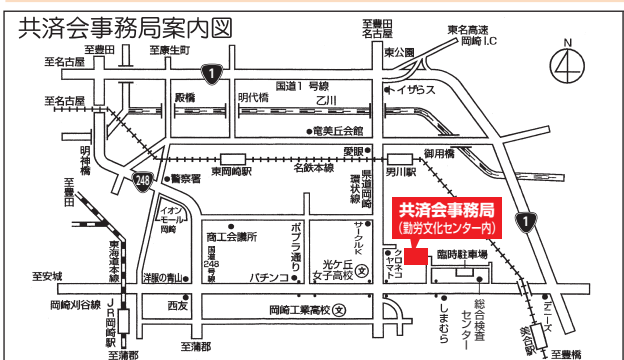 共済会事務局案内図
至豊田
至康生町
至豊田
名古屋
東名高速
岡崎I.C
至名古屋
東公園
N
1
国道1号線
トイザらス
至名古屋
殿橋
明代橋
乙川
竜美丘会館
明神橋
愛眼
御用橋
248
警察署
東岡崎駅
名鉄本線
男川駅
県道岡崎
環状線
至豊田
イオン
モール
岡崎
共済会事務局
(勤労文化センター内)
1
東海道本線
商工会議所
国道248号線
ポプラ通り
サークルK
光ケ丘
女子高校
文
クロネコ
ヤマト
臨時駐車場
至安城
洋服の青山
パチンコ
岡崎刈谷線
JR岡崎駅
西友
岡崎工業高校
文
しまむら
総合検査
センター
デニーズ
美合駅
至蒲郡
至蒲郡
至豊橋